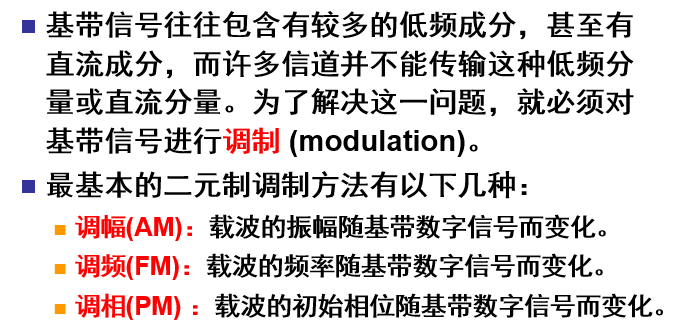 基带信号往往包含有较多的低频成分，甚至有
直流成分，而许多信道并不能传输这种低频分
量或直流分量。为了解决这一问题，就必须对
基带信号进行调制 (modulation)。
最基本的二元制调制方法有以下几种：
调幅(AM)：载波的振幅随基带数字信号而变化。
调频(FM)：载波的频率随基带数字信号而变化。
调相(PM) ：载波的初始相位随基带数字信号而变化。